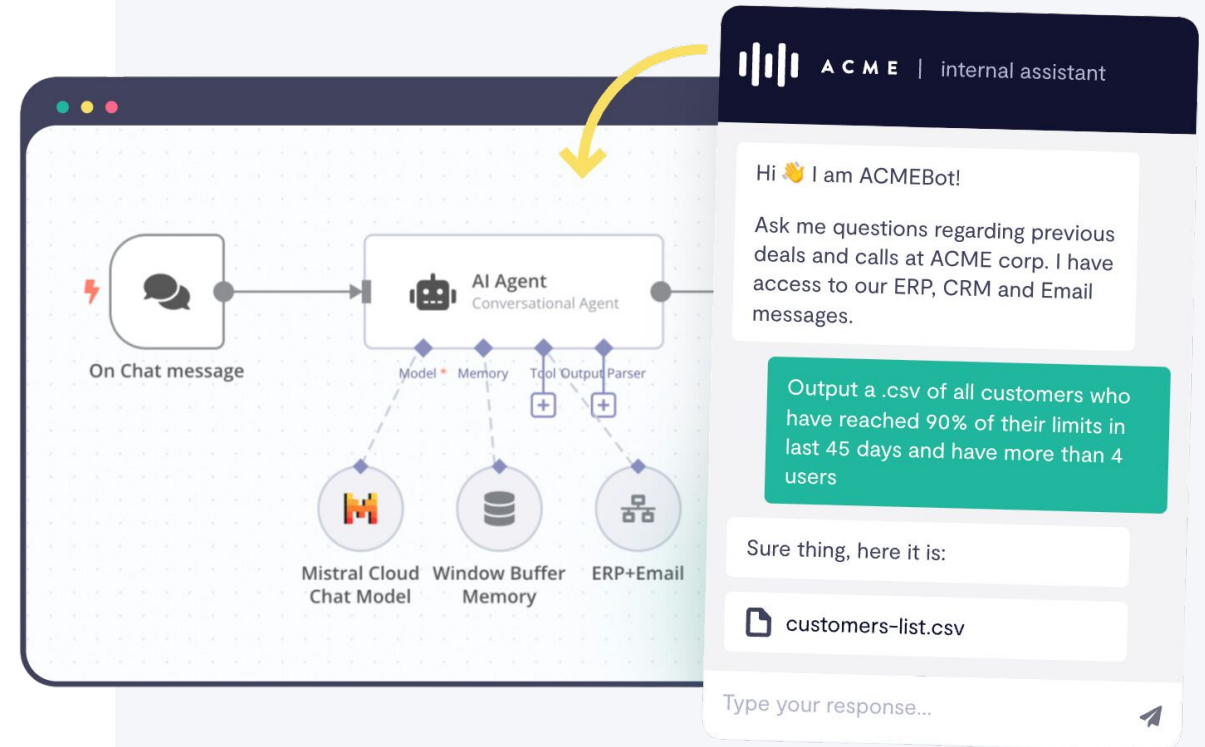 ACME | internal assistant
Hi 👋 I am ACMEBot!
Ask me questions regarding previous
deals and calls at ACME corp. I have
access to our ERP, CRM and Email
messages.
Output a .csv of all customers who
have reached 90% of their limits in
last 45 days and have more than 4
users
Sure thing, here it is:
customers-list.csv
Type your response...
On Chat message
AI Agent
Conversational Agent
Model * Memory Tool Output Parser
Mistral Cloud
Chat Model
Window Buffer
Memory
ERP+Email